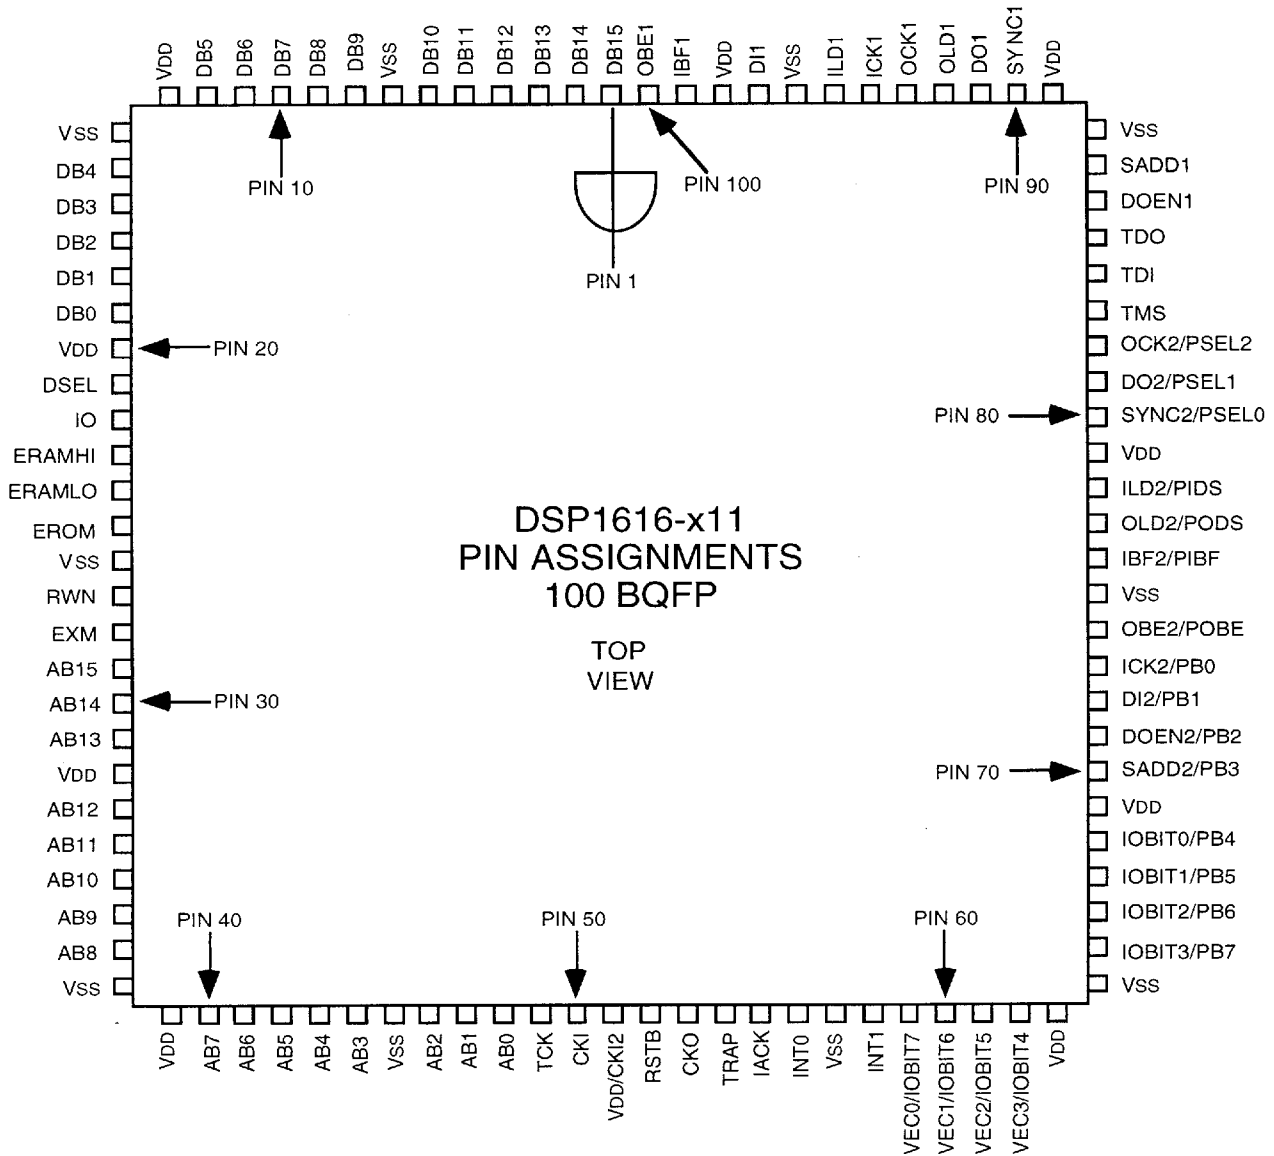 VDD
DB5
DB6
DB7
DB8
DB9
VSS
DB10
DB11
DB12
DB13
DB14
DB15
OBE1
IBF1
VDD
DI1
VSS
ILD1
ICK1
OCK1
OLD1
DO1
SYNC1
VDD
VSS
DB4
DB3
DB2
DB1
DB0
VDD
DSEL
IO
ERAMHI
ERAMLO
EROM
VSS
RWN
EXM
AB15
AB14
AB13
VDD
AB12
AB11
AB10
AB9
AB8
VSS
PIN 10
PIN 1
PIN 100
PIN 90
PIN 20
PIN 80
DSP1616-x11
PIN ASSIGNMENTS
100 BQFP
TOP
VIEW
PIN 30
PIN 70
PIN 40
PIN 50
PIN 60
VSS
SADD1
DOEN1
TDO
TDI
TMS
OCK2/PSEL2
DO2/PSEL1
SYNC2/PSEL0
VDD
ILD2/PIDS
OLD2/PODS
IBF2/PIBF
VSS
OBE2/POBE
ICK2/PB0
DI2/PB1
DOEN2/PB2
SADD2/PB3
VDD
IOBIT0/PB4
IOBIT1/PB5
IOBIT2/PB6
IOBIT3/PB7
VSS
VDD
AB7
AB6
AB5
AB4
AB3
VSS
AB2
AB1
AB0
TCK
CKI
VDD/CKI2
RSTB
CKO
TRAP
IACK
INT0
VSS
INT1
VEC0/IOBIT7
VEC1/IOBIT6
VEC2/IOBIT5
VEC3/IOBIT4
VDD